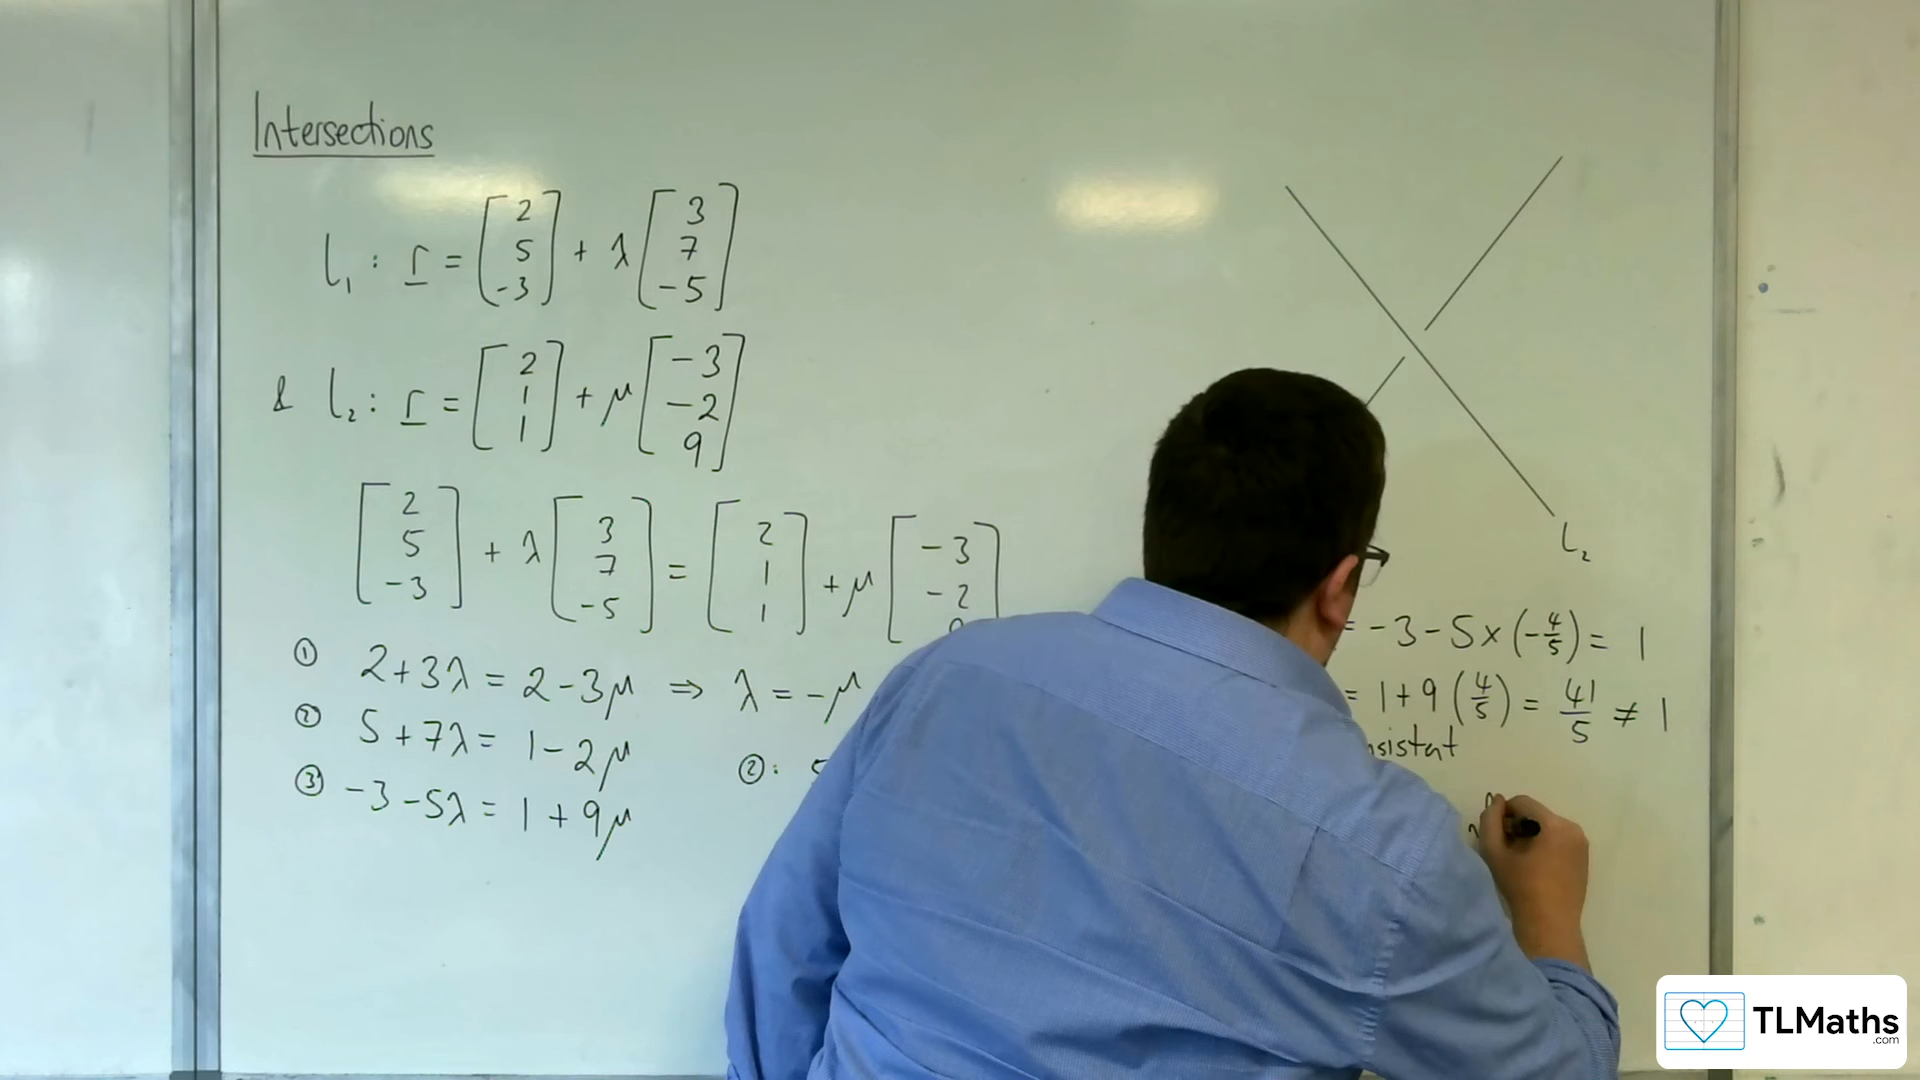 Intersections
l₁ : r = [2 5 -3] + λ [3 7 -5]
& l₂ : r = [2 1 1] + μ [-3 -2 9]
[2 5 -3] + λ [3 7 -5] = [2 1 1] + μ [-3 -2
① 2+3λ = 2-3μ ⇒ λ = -μ
② 5+7λ = 1-2μ
③ -3-5λ = 1+9μ
②:
L₂
= -3-5×(-4/5) = 1
= 1+9(4/5) = 41/5 ≠ 1
TLMaths
.com